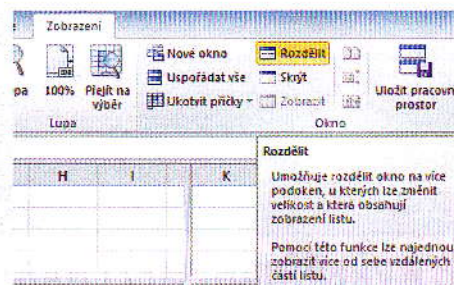 Zobrazení
Nové okno
Rozdělit
Uspořádat vše
Skrýt
pa
100%
Přejít na
výběr
Ukotvit příčky
Zobrazit
Uložit pracovn
prostor
Lupa
Okno
H I K
Rozdělit
Umožňuje rozdělit okno na více
podoken, u kterých lze změnit
velikost a která obsahují
zobrazení listu.
Pomocí této funkce lze najednou
zobrazit více od sebe vzdálených
částí listu.